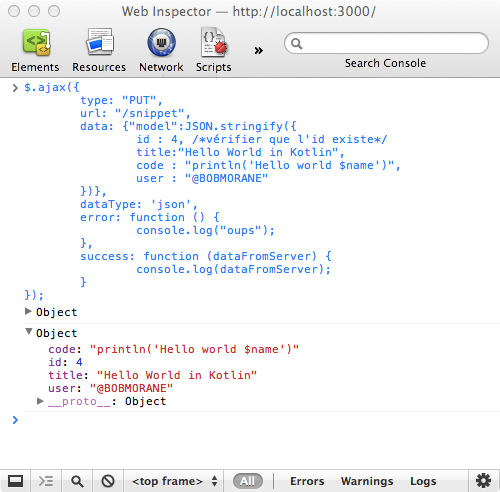 Web Inspector — http://localhost:3000/
Elements Resources Network Scripts » Search Console
> $.ajax({
type: "PUT",
url: "/snippet",
data: {"model":JSON.stringify({
id : 4, /*vérifier que l'id existe*/
title:"Hello World in Kotlin",
code : "println('Hello world $name')",
user : "@BOBMORANE"
})},
dataType: 'json',
error: function () {
console.log("oups");
},
success: function (dataFromServer) {
console.log(dataFromServer);
}
});
Object
Object
code: "println('Hello world $name')"
id: 4
title: "Hello World in Kotlin"
user: "@BOBMORANE"
__proto__: Object
>
<top frame> All Errors Warnings Logs